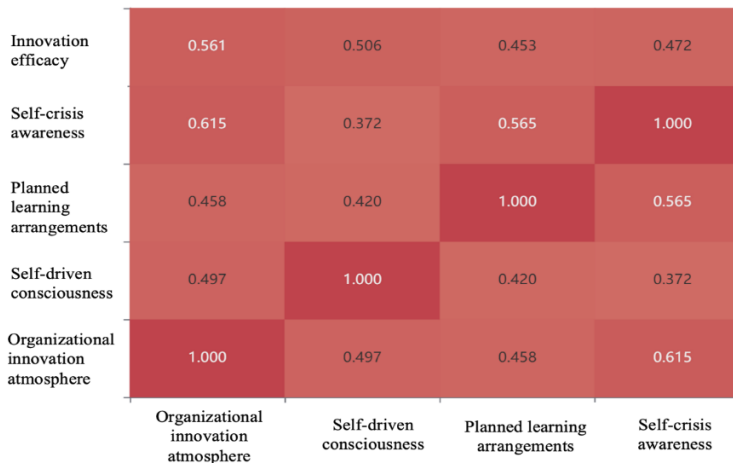 Innovation
efficacy
0.561 0.506 0.453 0.472
Self-crisis
awareness
0.615 0.372 0.565 1.000
Planned
learning
arrangements
0.458 0.420 1.000 0.565
Self-driven
consciousness
0.497 1.000 0.420 0.372
Organizational
innovation
atmosphere
1.000 0.497 0.458 0.615
Organizational
innovation
atmosphere
Self-driven
consciousness
Planned learning
arrangements
Self-crisis
awareness